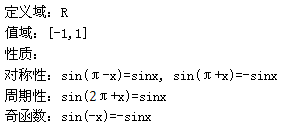 定义域：R
值域：[-1,1]
性质：
对称性：sin(π-x)=sinx, sin(π+x)=-sinx
周期性：sin(2π+x)=sinx
奇函数：sin(-x)=-sinx